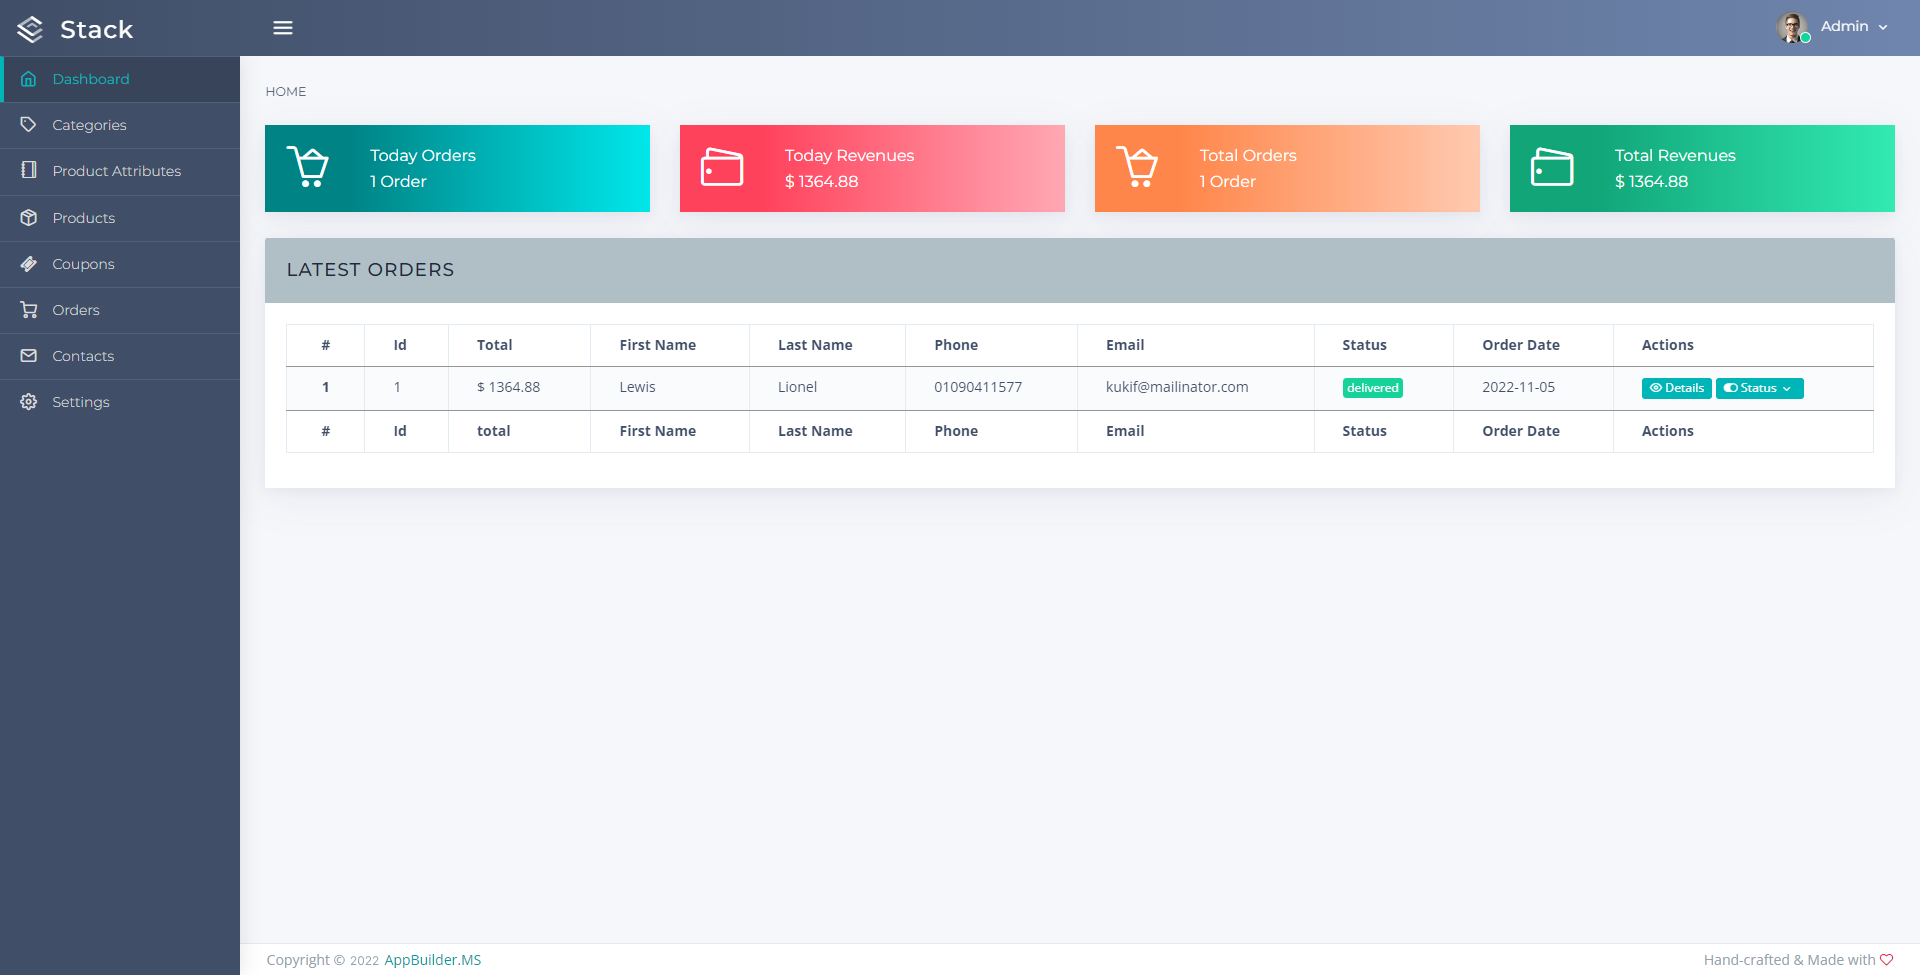 Stack
Admin
Dashboard
Categories
Product Attributes
Products
Coupons
Orders
Contacts
Settings
HOME
Today Orders
1 Order
Today Revenues
$ 1364.88
Total Orders
1 Order
Total Revenues
$ 1364.88
LATEST ORDERS
# Id Total First Name Last Name Phone Email Status Order Date Actions
1 1 $ 1364.88 Lewis Lionel 01090411577 kukif@mailinator.com delivered 2022-11-05 Details Status
# Id total First Name Last Name Phone Email Status Order Date Actions
Copyright © 2022 AppBuilder.MS
Hand-crafted & Made with